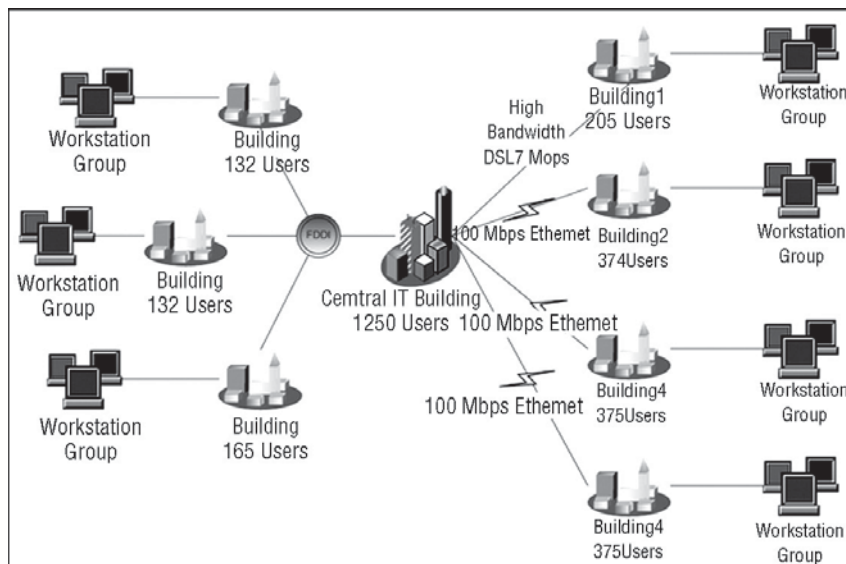 Workstation
Group
Building
132 Users
Workstation
Group
Building
132 Users
Workstation
Group
Building
165 Users
FDDI
Cemtral IT Building
1250 Users
High
Bandwidth
DSL7 Mops
100 Mbps Ethemet
100 Mbps Ethemet
100 Mbps Ethemet
Building1
205 Users
Workstation
Group
Building2
374Users
Workstation
Group
Building4
375Users
Workstation
Group
Building4
375Users
Workstation
Group